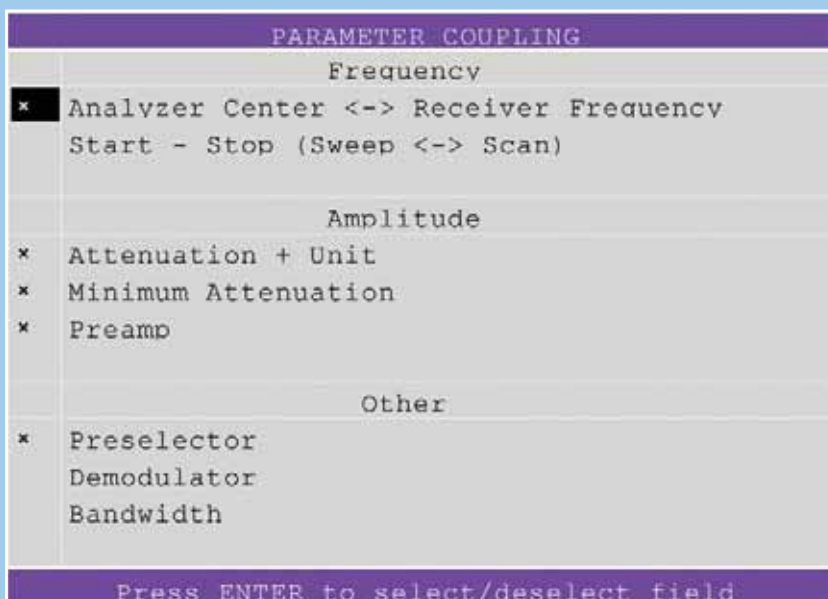 PARAMETER COUPLING
Frequency
× Analyzer Center <-> Receiver Frequency
Start - Stop (Sweep <-> Scan)
Amplitude
× Attenuation + Unit
× Minimum Attenuation
× Preamp
Other
× Preselector
Demodulator
Bandwidth
Press ENTER to select/deselect field